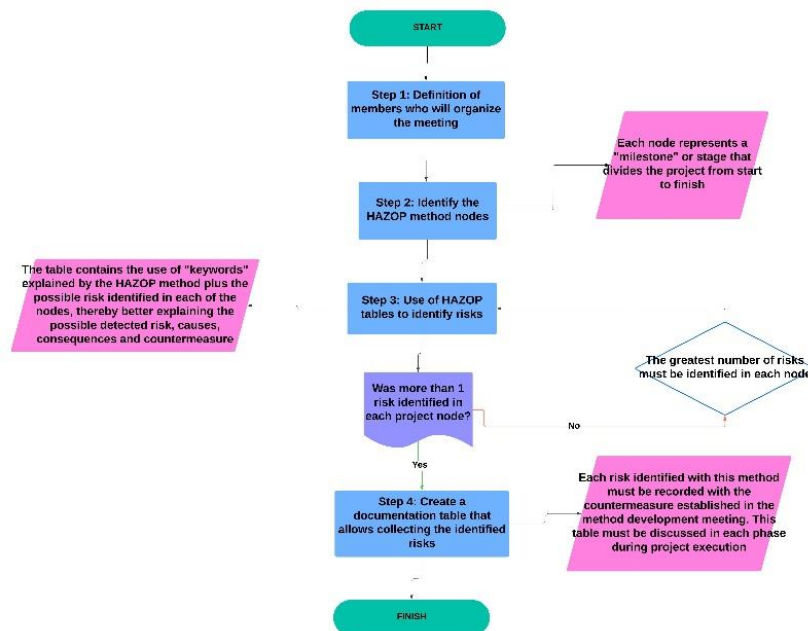 START
Step 1: Definition of
members who will organize
the meeting
Each node represents a
"milestone" or stage that
divides the project from start
to finish
Step 2: Identify the
HAZOP method nodes
The table contains the use of "keywords"
explained by the HAZOP method plus the
possible risk identified in each of the
nodes, thereby better explaining the
possible detected risk, causes,
consequences and countermeasure
Step 3: Use of HAZOP
tables to identify risks
The greatest number of risks
must be identified in each node
Was more than 1
risk identified in
each project node?
No
Yes
Step 4: Create a
documentation table that
allows collecting the identified
risks
Each risk identified with this method
must be recorded with the
countermeasure established in the
method development meeting. This
table must be discussed in each phase
during project execution
FINISH